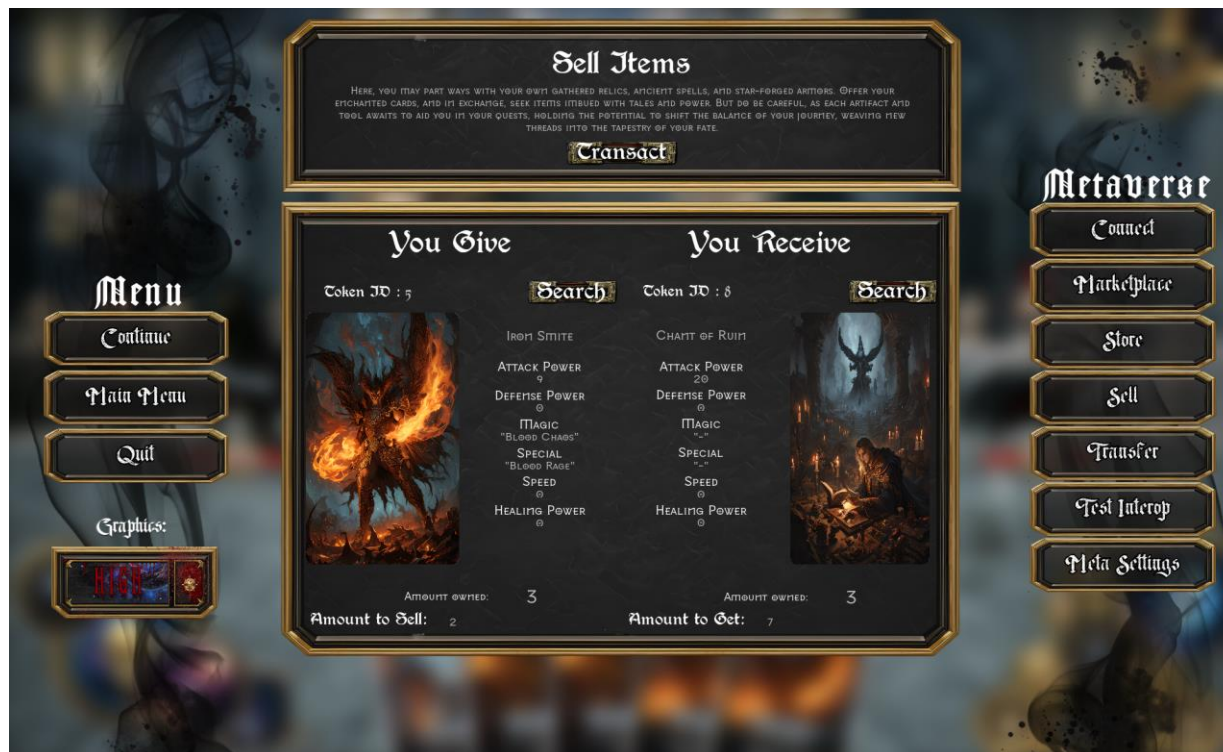 Sell Items
Here, you may part ways with your own gathered relics, ancient spells, and star-forged armors. Offer your
enchanted cards, and in exchange, seek items imbued with tales and power. But do be careful, as each artifact and
tool awaits to aid you in your quests, holding the potential to shift the balance of your journey, weaving new
threads into the tapestry of your fate.
Transact
Menu
Continue
Main Menu
Quit
Graphics:
HIGH
You Give
Token ID : 5
Search
Iron Smite
Attack Power
9
Defense Power
0
Magic
"Blood Chaos"
Special
"Blood Rage"
Speed
0
Healing Power
0
Amount owned: 3
Amount to Sell: 2
You Receive
Token ID : 8
Search
Chant of Ruin
Attack Power
20
Defense Power
0
Magic
"-"
Special
"-"
Speed
0
Healing Power
0
Amount owned: 3
Amount to Get: 7
Metaverse
Connect
Marketplace
Store
Sell
Transfer
Test Interop
Meta Settings